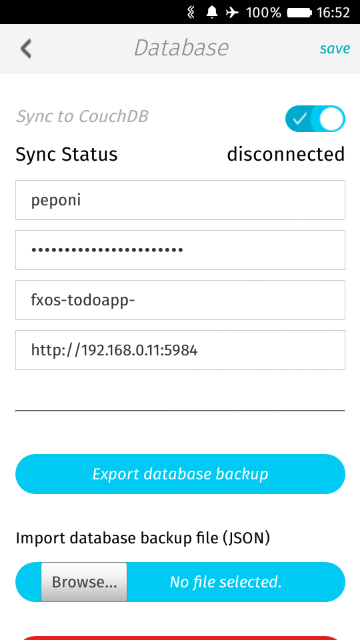 100% 16:52
Database save
Sync to CouchDB
Sync Status disconnected
peponi
•••••••••••••••••••••••
fxos-todoapp-
http://192.168.0.11:5984
Export database backup
Import database backup file (JSON)
Browse... No file selected.